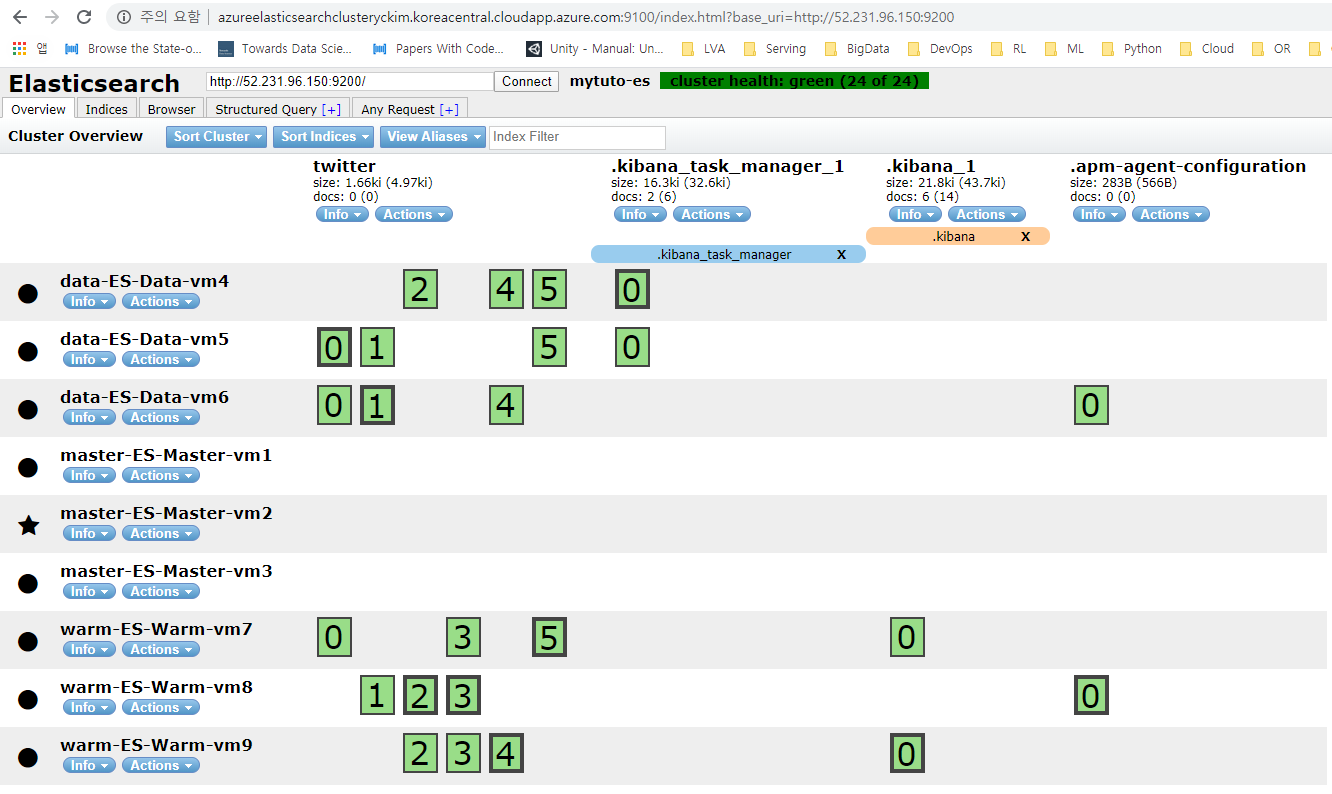 주의 요함 | azureelasticsearchclusteryckim.koreacentral.cloudapp.azure.com:9100/index.html?base_uri=http://52.231.96.150:9200
앱 Browse the State-o... Towards Data Scie... Papers With Code... Unity - Manual: Un... LVA Serving BigData DevOps RL ML Python Cloud OR
Elasticsearch http://52.231.96.150:9200/ Connect mytuto-es cluster health: green (24 of 24)
Overview Indices Browser Structured Query [+] Any Request [+]
Cluster Overview Sort Cluster Sort Indices View Aliases Index Filter
twitter .kibana_task_manager_1 .kibana_1 .apm-agent-configuration
size: 1.66ki (4.97ki) size: 16.3ki (32.6ki) size: 21.8ki (43.7ki) size: 283B (566B)
docs: 0 (0) docs: 2 (6) docs: 6 (14) docs: 0 (0)
Info Actions Info Actions Info Actions Info Actions
.kibana X
.kibana_task_manager X
data-ES-Data-vm4 2 4 5 0
Info Actions
data-ES-Data-vm5 0 1 5 0
Info Actions
data-ES-Data-vm6 0 1 4 0
Info Actions
master-ES-Master-vm1
Info Actions
master-ES-Master-vm2
Info Actions
master-ES-Master-vm3
Info Actions
warm-ES-Warm-vm7 0 3 5 0
Info Actions
warm-ES-Warm-vm8 1 2 3 0
Info Actions
warm-ES-Warm-vm9 2 3 4 0
Info Actions